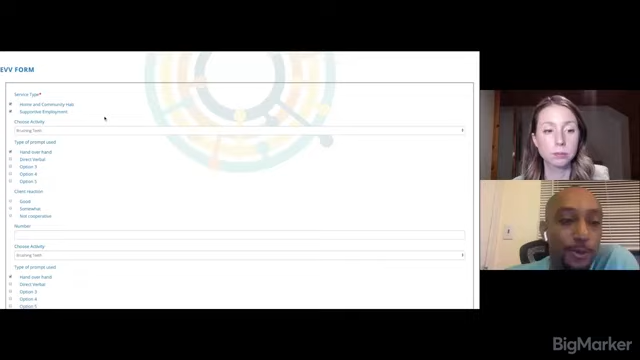 EVV FORM
Service Type*
Home and Community Hab
Supportive Employment
Choose Activity
Brushing Teeth
Type of prompt used
Hand over hand
Direct Verbal
Option 3
Option 4
Option 5
Client reaction
Good
Somewhat
Not cooperative
Number
Choose Activity
Brushing Teeth
Type of prompt used
Hand over hand
Direct Verbal
Option 3
Option 4
Option 5
BigMarker